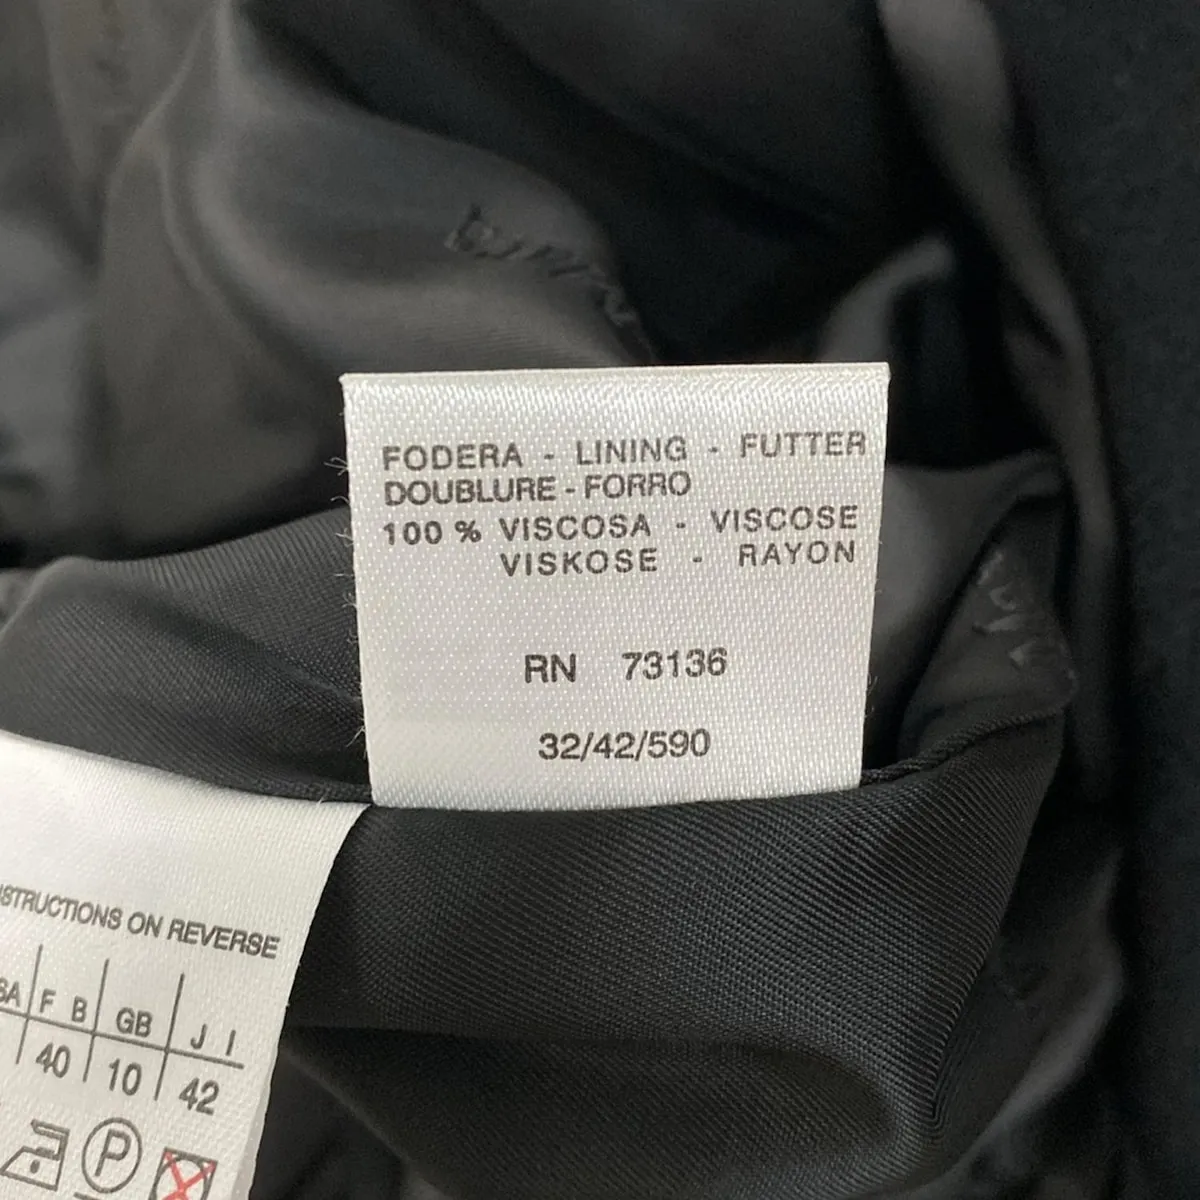 FODERA - LINING - FUTTER
DOUBLURE - FORRO
100 % VISCOSA - VISCOSE
VISKOSE - RAYON
RN 73136
32/42/590
ON REVERSE
F B GB J I
40 10 42
P